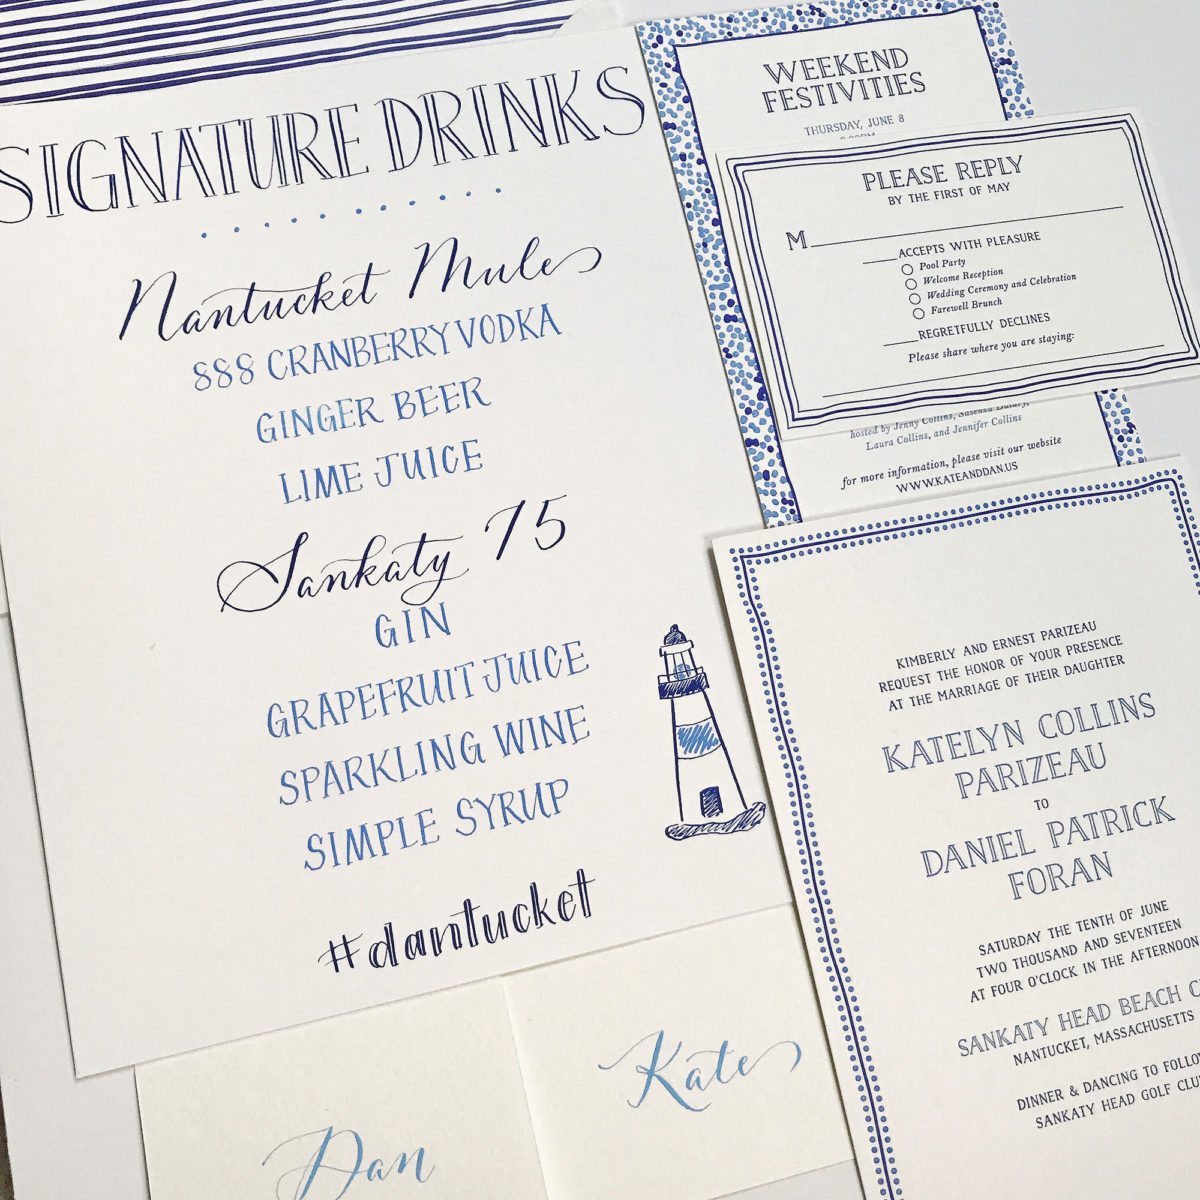 SIGNATURE DRINKS
Nantucket Mule
888 CRANBERRY VODKA
GINGER BEER
LIME JUICE
Sankaty 75
GIN
GRAPEFRUIT JUICE
SPARKLING WINE
SIMPLE SYRUP
#dantucket
Dan
Kate
WEEKEND
FESTIVITIES
THURSDAY, JUNE 8
PLEASE REPLY
BY THE FIRST OF MAY
M
ACCEPTS WITH PLEASURE
Pool Party
Welcome Reception
Wedding Ceremony and Celebration
Farewell Brunch
REGRETFULLY DECLINES
Please share where you are staying:
hosted by Jenny Collins,
Laura Collins, and Jennifer Collins
for more information, please visit our website
WWW.KATEANDDAN.US
KIMBERLY AND ERNEST PARIZEAU
REQUEST THE HONOR OF YOUR PRESENCE
AT THE MARRIAGE OF THEIR DAUGHTER
KATELYN COLLINS
PARIZEAU
TO
DANIEL PATRICK
FORAN
SATURDAY THE TENTH OF JUNE
TWO THOUSAND AND SEVENTEEN
AT FOUR O'CLOCK IN THE AFTERNOON
SANKATY HEAD BEACH
NANTUCKET, MASSACHUSETTS
DINNER & DANCING TO
SANKATY HEAD GOLF